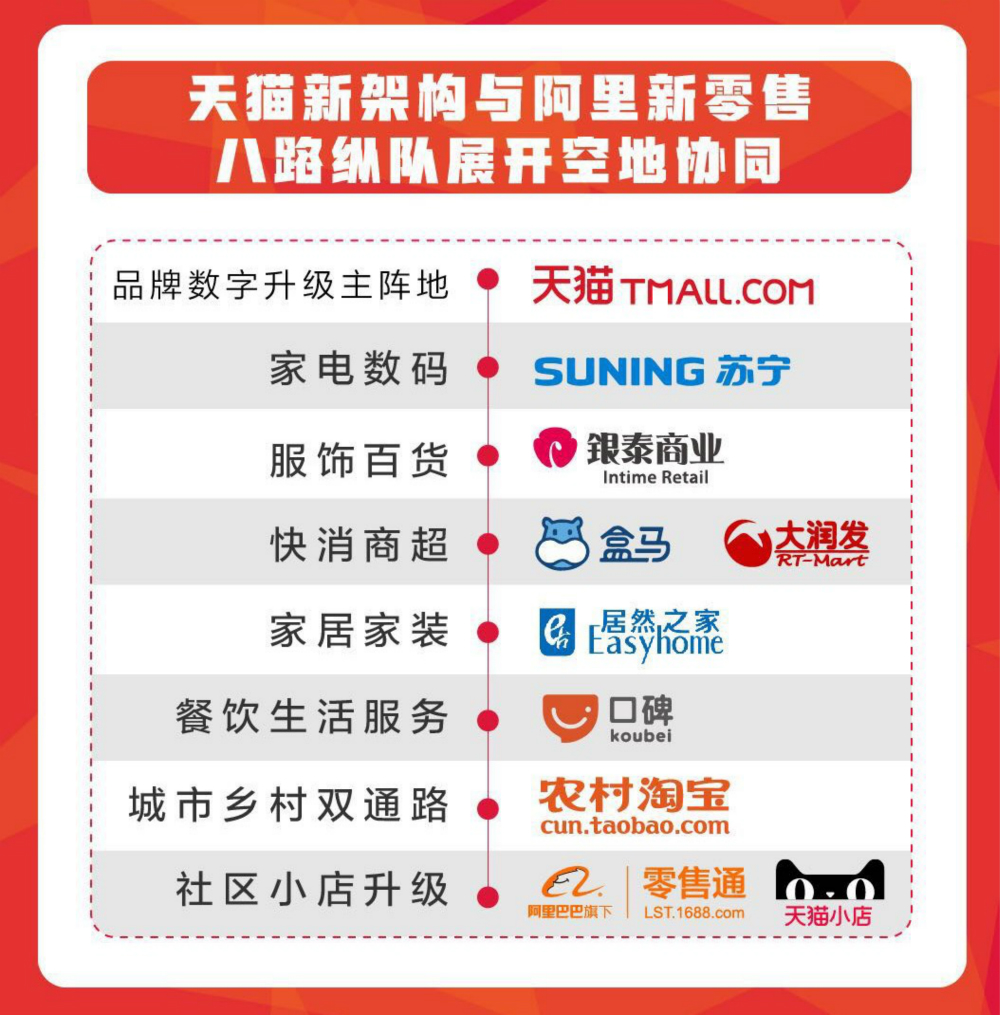 天猫新架构与阿里新零售
八路纵队展开空地协同
品牌数字升级主阵地
天猫 TMALL.COM
家电数码
SUNING 苏宁
服饰百货
銀泰商业
Intime Retail
快消商超
盒马
大润发
RT-Mart
家居家装
居然之家
Easyhome
餐饮生活服务
口碑
koubei
城市乡村双通路
农村淘宝
cun.taobao.com
社区小店升级
阿里巴巴旗下
零售通
LST.1688.com
天猫小店